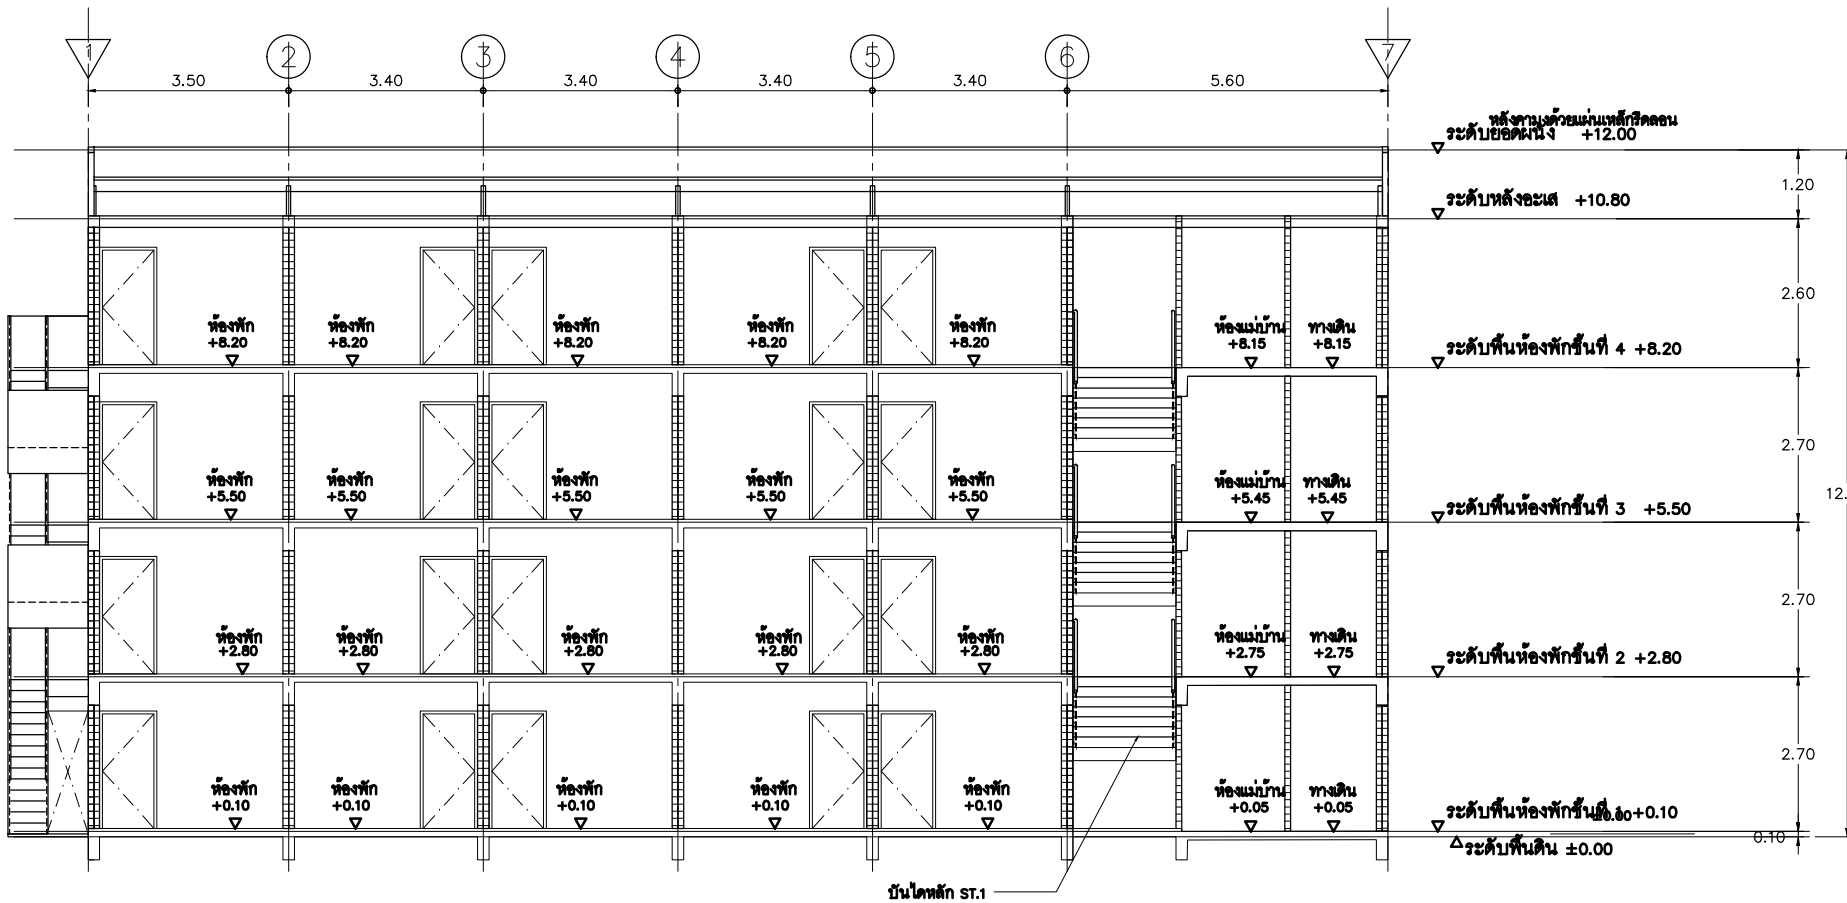 1 2 3 4 5 6 7
3.50 3.40 3.40 3.40 3.40 5.60
หลังคามุงด้วยแผ่นเหล็กรีดลอน
ระดับยอดผนัง +12.00
1.20
ระดับหลังอะเส +10.80
2.60
ห้องพัก ห้องพัก ห้องพัก ห้องพัก ห้องพัก ห้องแม่บ้าน ทางเดิน
+8.20 +8.20 +8.20 +8.20 +8.20 +8.15 +8.15
ระดับพื้นห้องพักชั้นที่ 4 +8.20
2.70
ห้องพัก ห้องพัก ห้องพัก ห้องพัก ห้องพัก ห้องแม่บ้าน ทางเดิน
+5.50 +5.50 +5.50 +5.50 +5.50 +5.45 +5.45
12.
ระดับพื้นห้องพักชั้นที่ 3 +5.50
2.70
ห้องพัก ห้องพัก ห้องพัก ห้องพัก ห้องพัก ห้องแม่บ้าน ทางเดิน
+2.80 +2.80 +2.80 +2.80 +2.80 +2.75 +2.75
ระดับพื้นห้องพักชั้นที่ 2 +2.80
2.70
ห้องพัก ห้องพัก ห้องพัก ห้องพัก ห้องพัก ห้องแม่บ้าน ทางเดิน
+0.10 +0.10 +0.10 +0.10 +0.10 +0.05 +0.05
ระดับพื้นห้องพักชั้นที่ 1 +0.10
±0.00
0.10
ระดับพื้นดิน ±0.00
บันไดหลัก ST.1